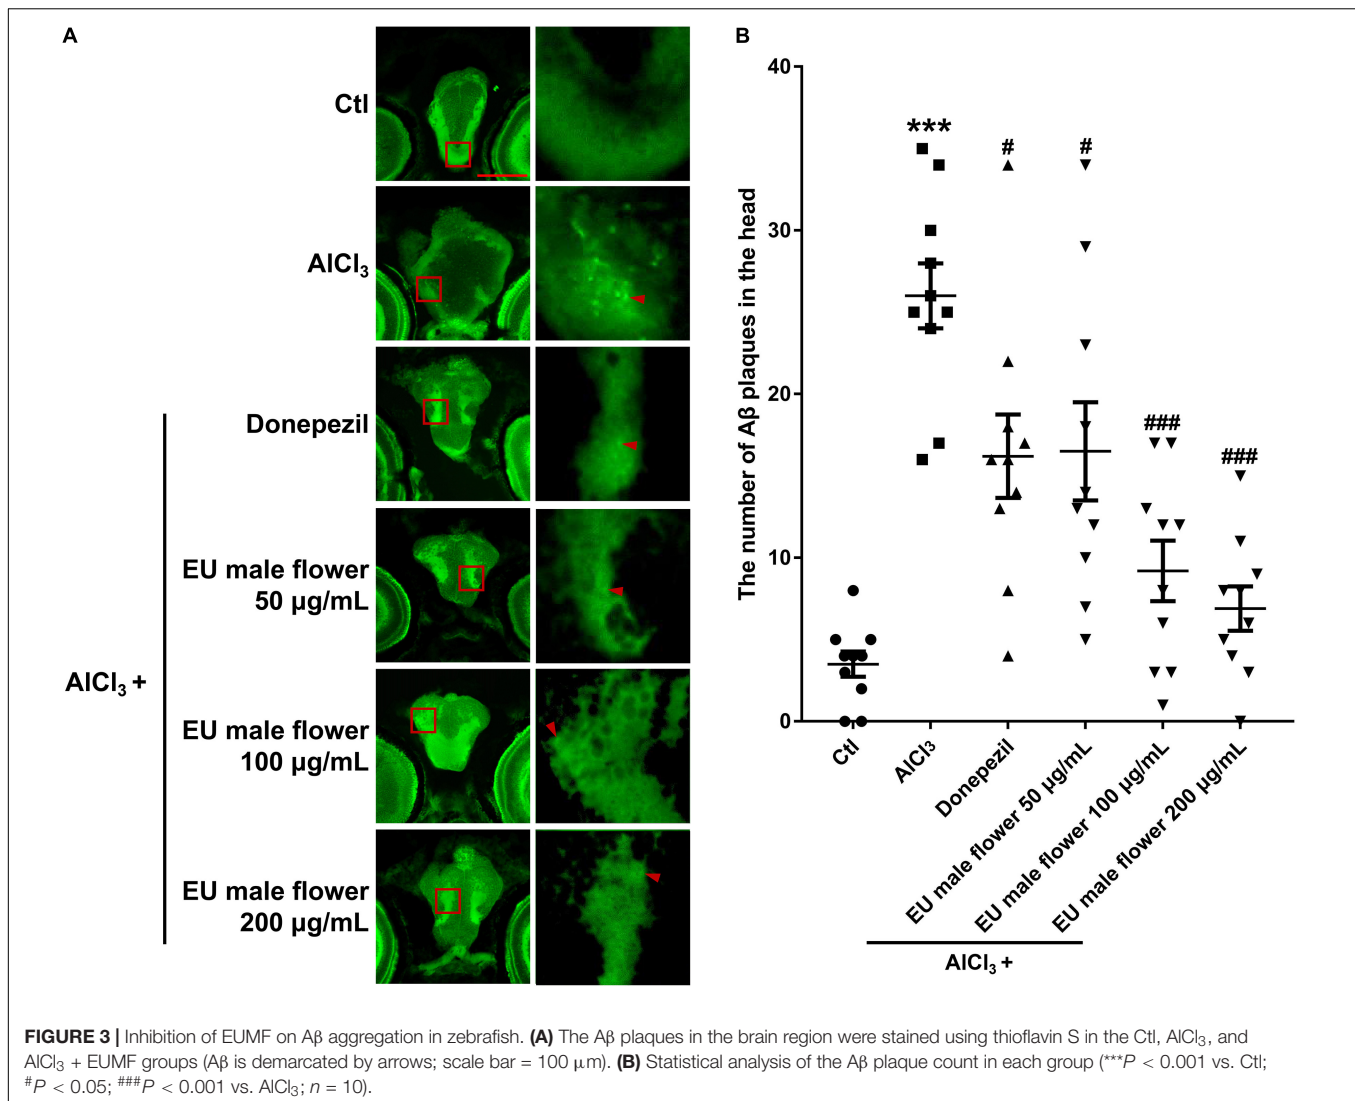 A
Ctl
AlCl3
Donepezil
EU male flower
50 µg/mL
EU male flower
100 µg/mL
EU male flower
200 µg/mL
AlCl3 +
B
The number of Aβ plaques in the head
40
30
20
10
0
***
#
#
###
###
Ctl
AlCl3
Donepezil
EU male flower 50 µg/mL
EU male flower 100 µg/mL
EU male flower 200 µg/mL
AlCl3 +
FIGURE 3 | Inhibition of EUMF on Aβ aggregation in zebrafish. (A) The Aβ plaques in the brain region were stained using thioflavin S in the Ctl, AlCl3, and
AlCl3 + EUMF groups (Aβ is demarcated by arrows; scale bar = 100 µm). (B) Statistical analysis of the Aβ plaque count in each group (***P < 0.001 vs. Ctl;
#P < 0.05; ###P < 0.001 vs. AlCl3; n = 10).